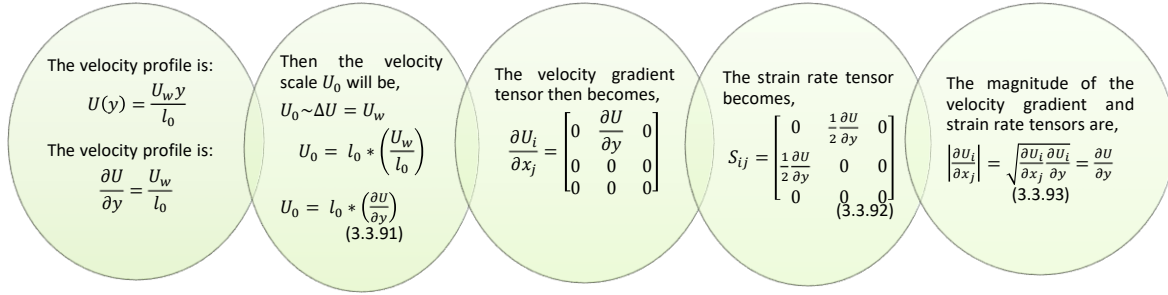 The velocity profile is:
U(y) = U_w y / l_0
The velocity profile is:
∂U/∂y = U_w / l_0
Then the velocity
scale U_0 will be,
U_0~ΔU = U_w
U_0 = l_0 * (U_w / l_0)
U_0 = l_0 * (∂U/∂y)
(3.3.91)
The velocity gradient
tensor then becomes,
∂U_i/∂x_j = [0 ∂U/∂y 0
0 0 0
0 0 0]
The strain rate tensor
becomes,
S_ij = [0 1/2 ∂U/∂y 0
1/2 ∂U/∂y 0 0
0 0 0]
(3.3.92)
The magnitude of the
velocity gradient and
strain rate tensors are,
|∂U_i/∂x_j| = √(∂U_i/∂x_j ∂U_i/∂y) = ∂U/∂y
(3.3.93)